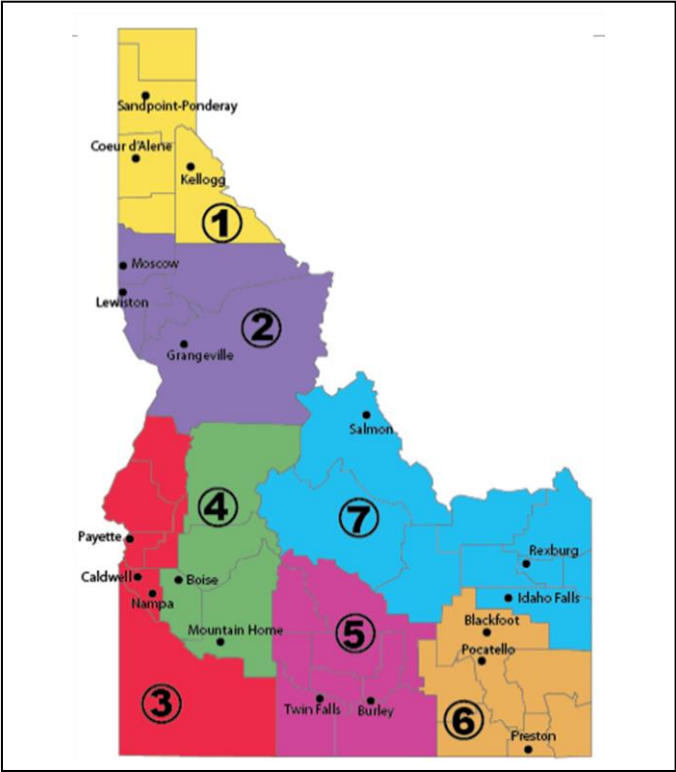 Sandpoint-Ponderay
Coeur d'Alene
Kellogg
1
Moscow
Lewiston
2
Grangeville
Salmon
4
7
Payette
Rexburg
Caldwell
Boise
Nampa
Idaho Falls
Blackfoot
Mountain Home
5
Pocatello
3
Twin Falls
Burley
6
Preston